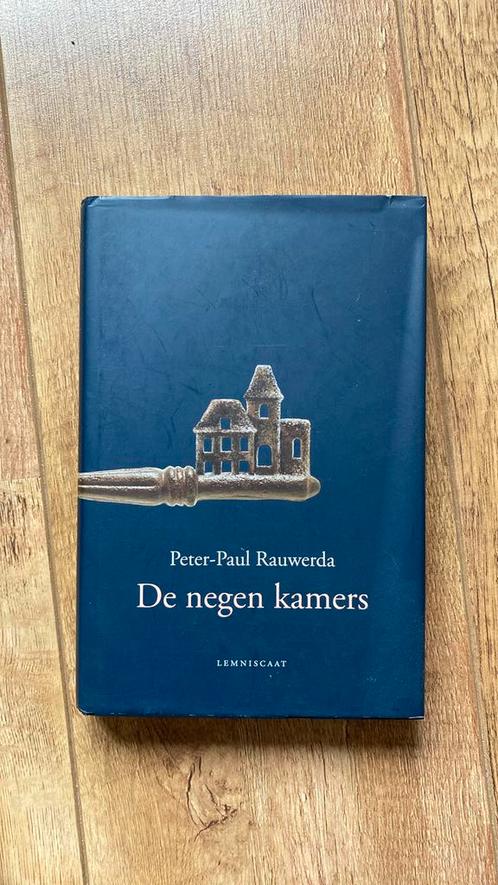 Peter-Paul Rauwerda
De negen kamers
LEMNISCAAT